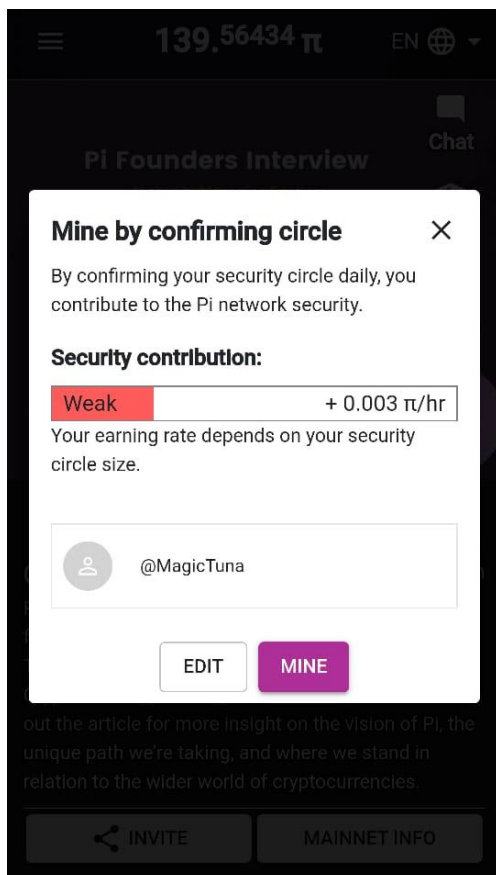 139.56434 π
EN
Chat
Pi Founders Interview
Mine by confirming circle
By confirming your security circle daily, you
contribute to the Pi network security.
Security contribution:
Weak + 0.003 π/hr
Your earning rate depends on your security
circle size.
@MagicTuna
EDIT MINE
out the article for more insight on the vision of Pi, the
unique path we're taking, and where we stand in
relation to the wider world of cryptocurrencies.
INVITE MAINNET INFO